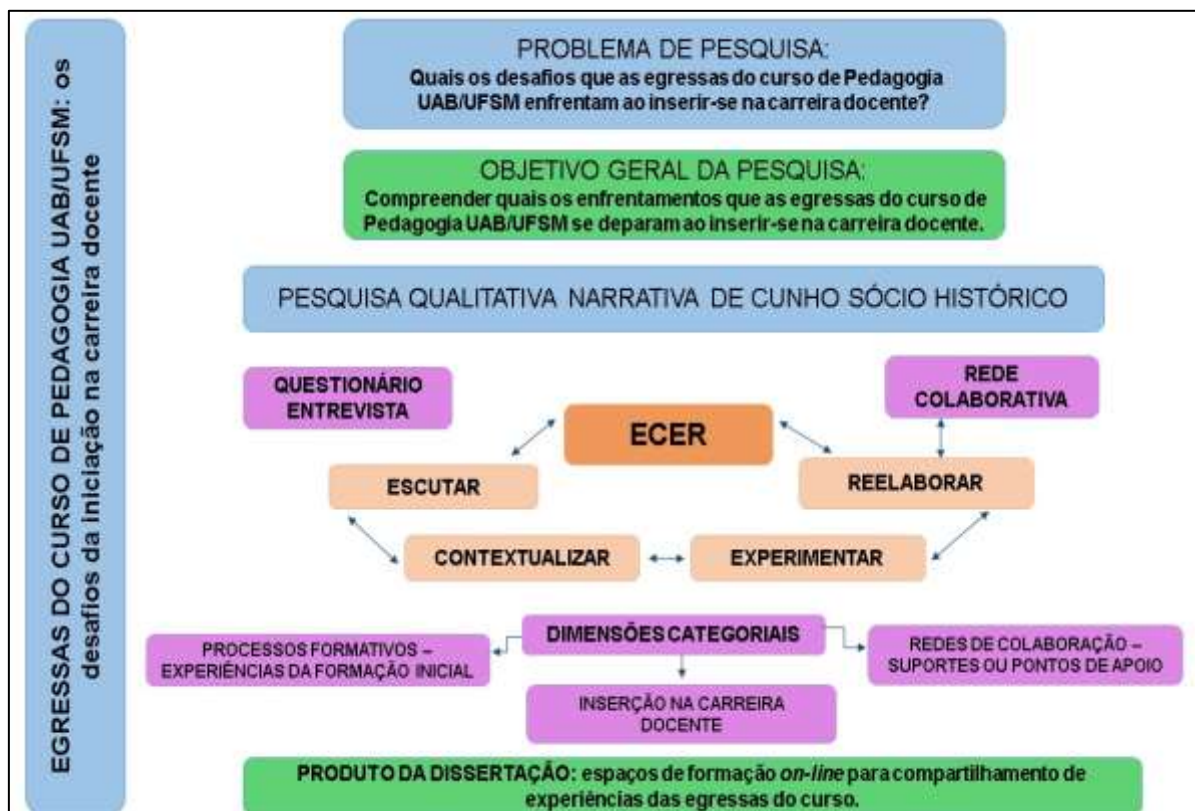 EGRESSAS DO CURSO DE PEDAGOGIA UAB/UFSM: os
desafios da iniciação na carreira docente
PROBLEMA DE PESQUISA:
Quais os desafios que as egressas do curso de Pedagogia
UAB/UFSM enfrentam ao inserir-se na carreira docente?
OBJETIVO GERAL DA PESQUISA:
Compreender quais os enfrentamentos que as egressas do curso de
Pedagogia UAB/UFSM se deparam ao inserir-se na carreira docente.
PESQUISA QUALITATIVA NARRATIVA DE CUNHO SÓCIO HISTÓRICO
QUESTIONÁRIO
ENTREVISTA
REDE
COLABORATIVA
ECER
ESCUTAR
REELABORAR
CONTEXTUALIZAR
EXPERIMENTAR
DIMENSÕES CATEGORIAIS
PROCESSOS FORMATIVOS –
EXPERIÊNCIAS DA FORMAÇÃO INICIAL
REDES DE COLABORAÇÃO –
SUPORTES OU PONTOS DE APOIO
INSERÇÃO NA CARREIRA
DOCENTE
PRODUTO DA DISSERTAÇÃO: espaços de formação on-line para compartilhamento de
experiências das egressas do curso.